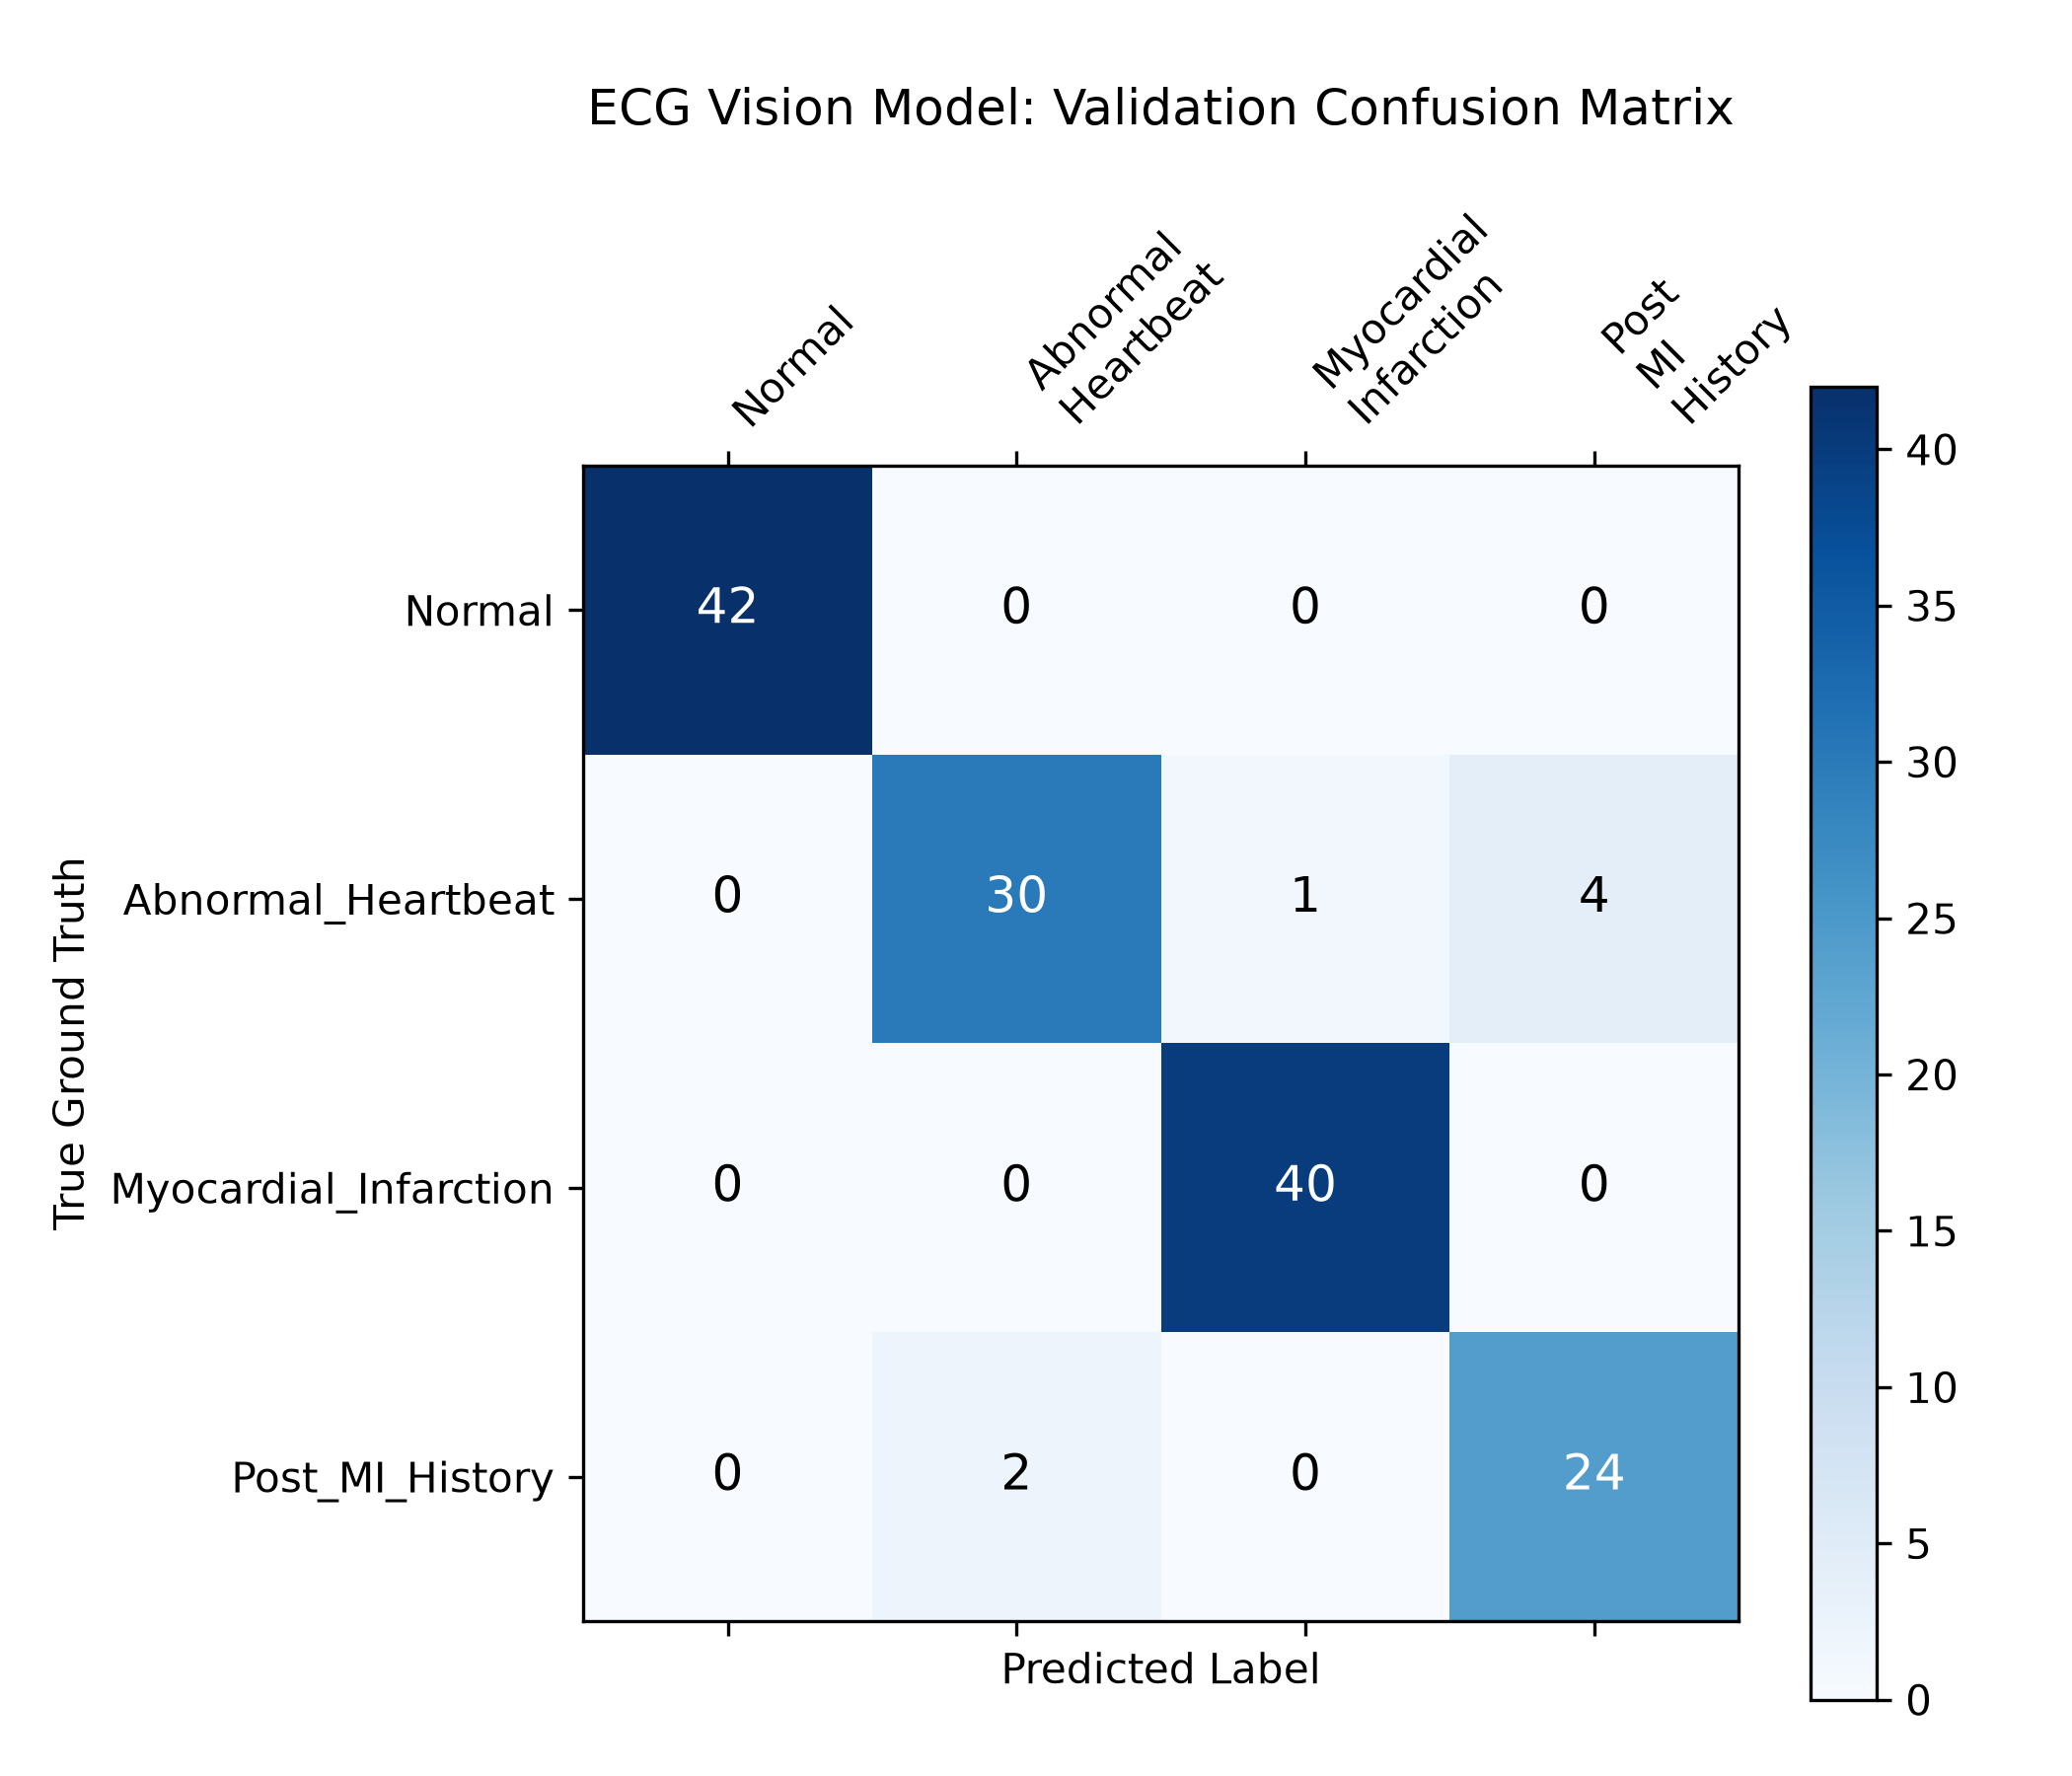 ECG Vision Model: Validation Confusion Matrix
Normal
Abnormal
Heartbeat
Myocardial
Infarction
Post
MI
History
True Ground Truth
Normal
42 0 0 0
Abnormal_Heartbeat
0 30 1 4
Myocardial_Infarction
0 0 40 0
Post_MI_History
0 2 0 24
Predicted Label
40
35
30
25
20
15
10
5
0